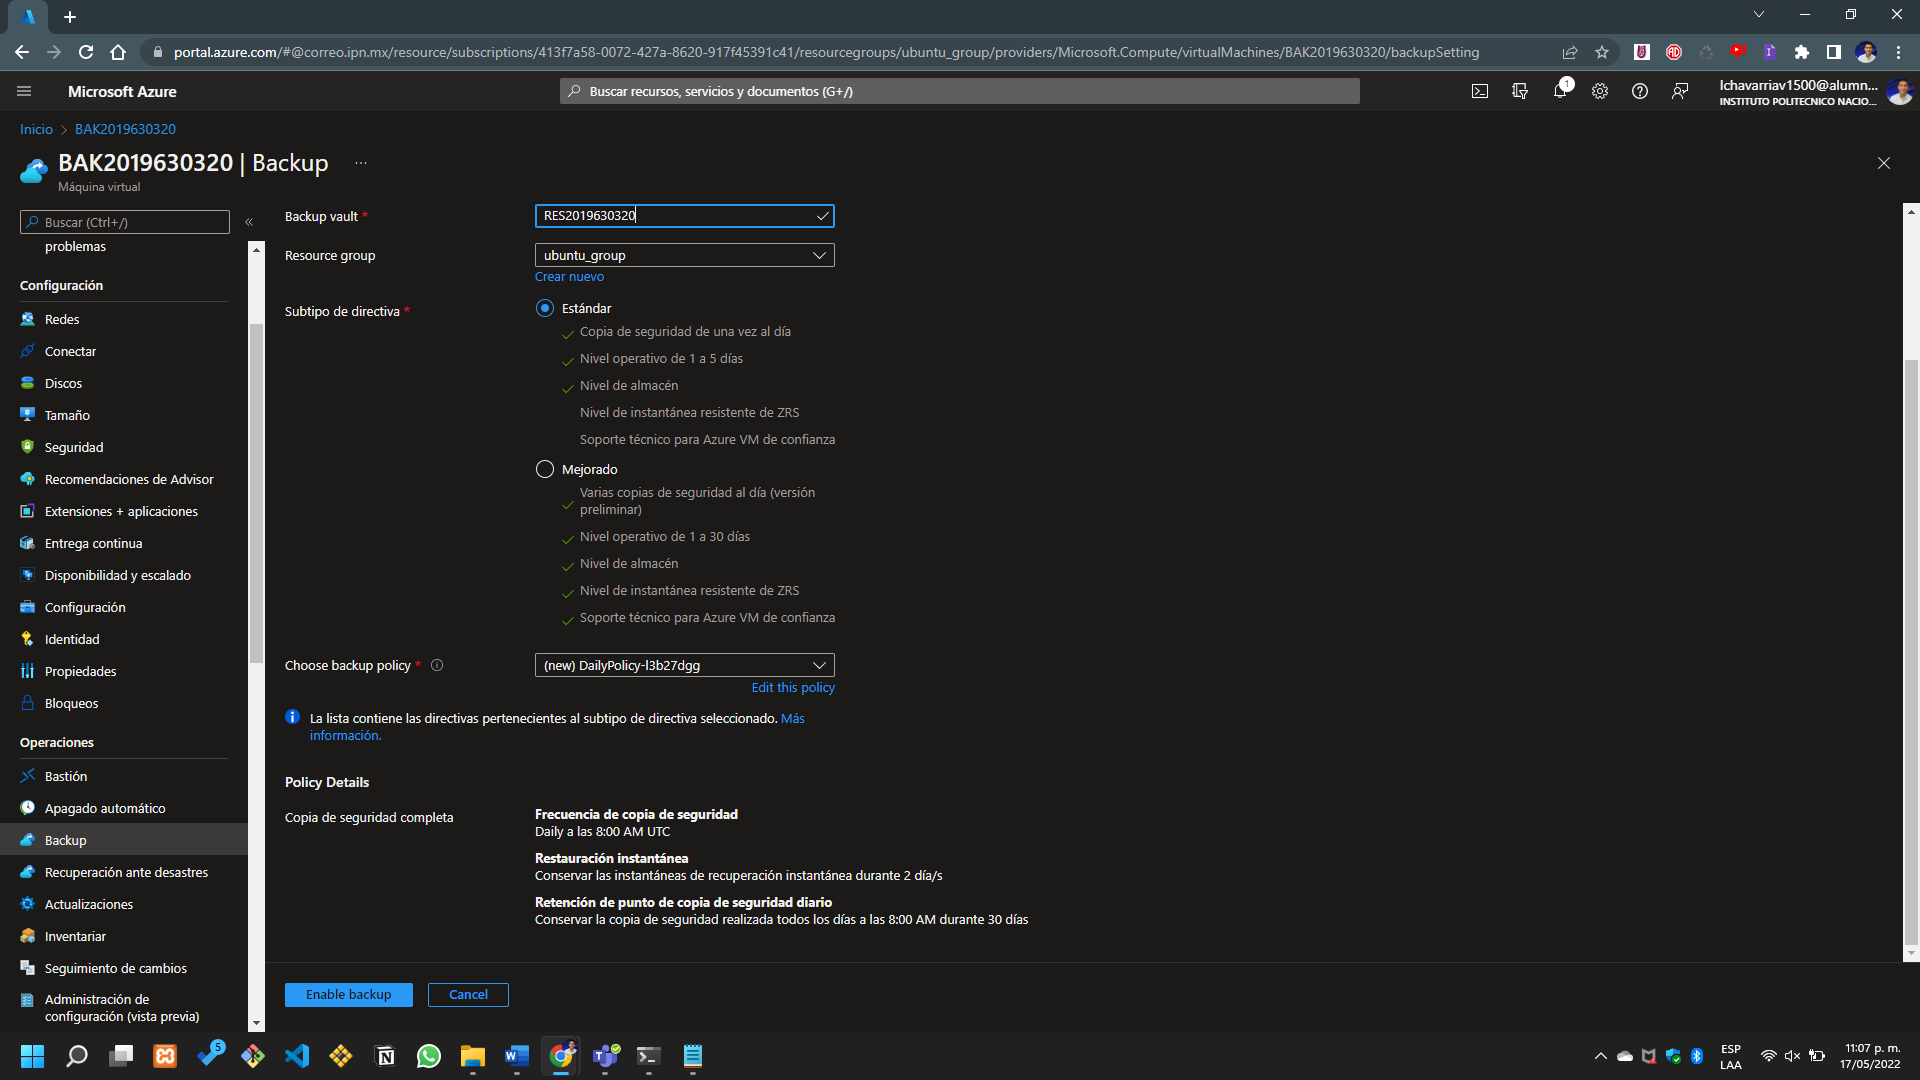 portal.azure.com/#@correo.ipn.mx/resource/subscriptions/413f7a58-0072-427a-8620-917f45391c41/resourcegroups/ubuntu_group/providers/Microsoft.Compute/virtualMachines/BAK2019630320/backupSetting
Microsoft Azure
Buscar recursos, servicios y documentos (G+/)
1
lchavarriav1500@alumn...
INSTITUTO POLITECNICO NACIO...
Inicio > BAK2019630320
BAK2019630320 | Backup ...
Máquina virtual
Buscar (Ctrl+/)
«
problemas
Configuración
Redes
Conectar
Discos
Tamaño
Seguridad
Recomendaciones de Advisor
Extensiones + aplicaciones
Entrega continua
Disponibilidad y escalado
Configuración
Identidad
Propiedades
Bloqueos
Operaciones
Bastión
Apagado automático
Backup
Recuperación ante desastres
Actualizaciones
Inventariar
Seguimiento de cambios
Administración de
configuración (vista previa)
Backup vault * RES2019630320
Resource group ubuntu_group
Crear nuevo
Subtipo de directiva * Estándar
Copia de seguridad de una vez al día
Nivel operativo de 1 a 5 días
Nivel de almacén
Nivel de instantánea resistente de ZRS
Soporte técnico para Azure VM de confianza
Mejorado
Varias copias de seguridad al día (versión
preliminar)
Nivel operativo de 1 a 30 días
Nivel de almacén
Nivel de instantánea resistente de ZRS
Soporte técnico para Azure VM de confianza
Choose backup policy * (new) DailyPolicy-l3b27dgg
Edit this policy
La lista contiene las directivas pertenecientes al subtipo de directiva seleccionado. Más
información.
Policy Details
Copia de seguridad completa
Frecuencia de copia de seguridad
Daily a las 8:00 AM UTC
Restauración instantánea
Conservar las instantáneas de recuperación instantánea durante 2 día/s
Retención de punto de copia de seguridad diario
Conservar la copia de seguridad realizada todos los días a las 8:00 AM durante 30 días
Enable backup
Cancel
5
ESP
LAA
11:07 p. m.
17/05/2022